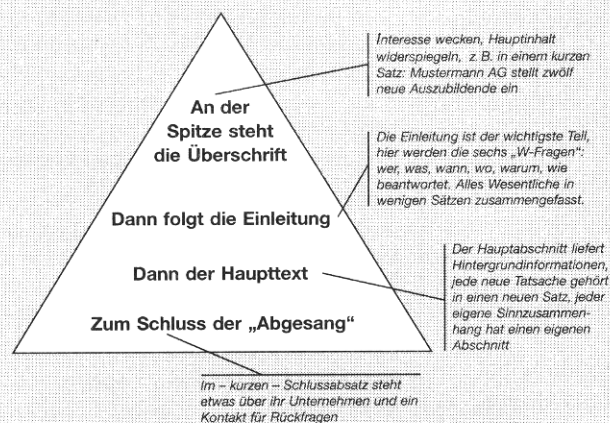 An der
Spitze steht
die Überschrift
Interesse wecken, Hauptinhalt
widerspiegeln, z. B. in einem kurzen
Satz: Mustermann AG stellt zwölf
neue Auszubildende ein
Dann folgt die Einleitung
Die Einleitung ist der wichtigste Teil,
hier werden die sechs „W-Fragen“:
wer, was, wann, wo, warum, wie
beantwortet. Alles Wesentliche in
wenigen Sätzen zusammengefasst.
Dann der Haupttext
Der Hauptabschnitt liefert
Hintergrundinformationen,
jede neue Tatsache gehört
in einen neuen Satz, jeder
eigene Sinnzusammen-
hang hat einen eigenen
Abschnitt
Zum Schluss der „Abgesang“
Im – kurzen – Schlussabsatz steht
etwas über ihr Unternehmen und ein
Kontakt für Rückfragen